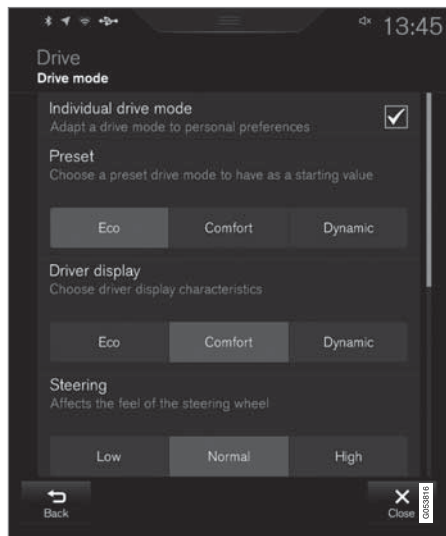 13:45
Drive
Drive mode
Individual drive mode
Adapt a drive mode to personal preferences
Preset
Choose a preset drive mode to have as a starting value
Eco Comfort Dynamic
Driver display
Choose driver display characteristics
Eco Comfort Dynamic
Steering
Affects the feel of the steering wheel
Low Normal High
Back Close
G053816